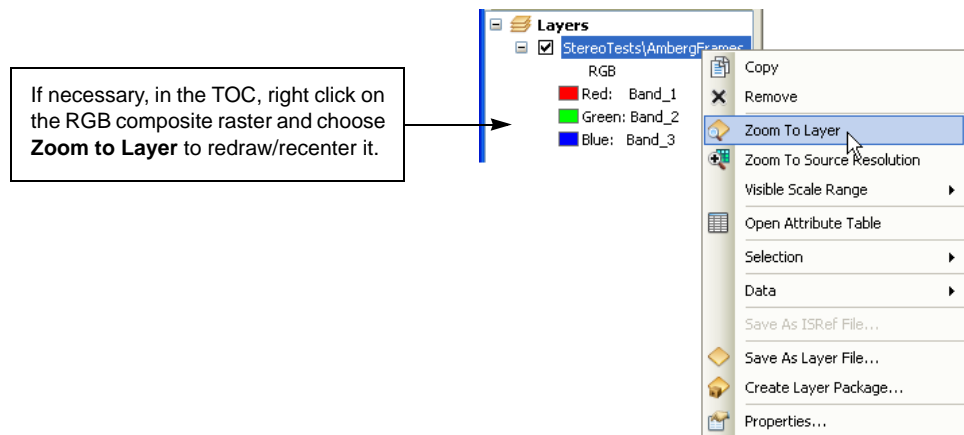 If necessary, in the TOC, right click on
the RGB composite raster and choose
Zoom to Layer to redraw/recenter it.
Layers
StereoTests\AmbergFrames
RGB
Red: Band_1
Green: Band_2
Blue: Band_3
Copy
Remove
Zoom To Layer
Zoom To Source Resolution
Visible Scale Range
Open Attribute Table
Selection
Data
Save As ISRef File...
Save As Layer File...
Create Layer Package...
Properties...